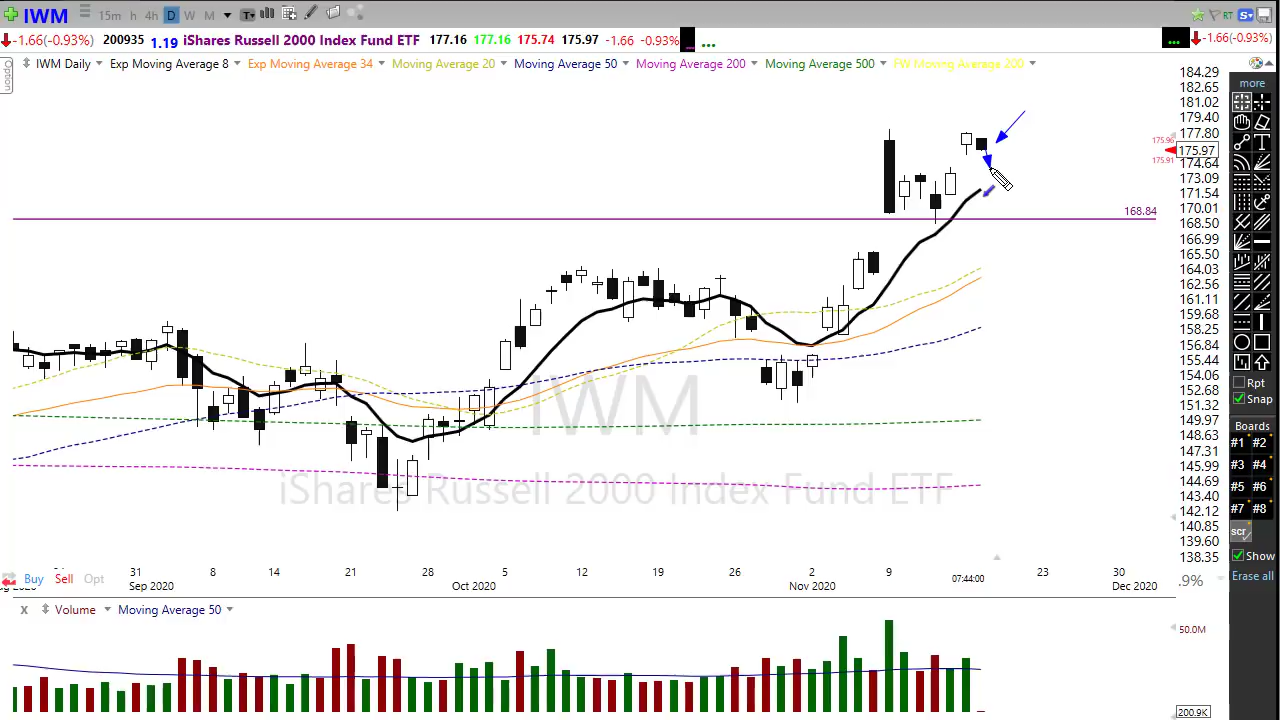 IWM 15m h 4h D W M T
-1.66(-0.93%) 200935 1.19 iShares Russell 2000 Index Fund ETF 177.16 177.16 175.74 175.97 -1.66 -0.93% ... ... -1.66(-0.93%)
RT S
Option
IWM Daily Exp Moving Average 8 Exp Moving Average 34 Moving Average 20 Moving Average 50 Moving Average 200 Moving Average 500 FW Moving Average 200
184.29
182.65
181.02
179.40
177.80
175.96
175.97
175.91
174.64
173.09
171.54
168.84
170.01
168.50
166.99
165.50
164.03
162.56
161.11
159.68
158.25
156.84
155.44
154.06
152.68
151.32
149.97
148.63
147.31
145.99
144.69
143.40
142.12
140.85
139.60
138.35
IWM
iShares Russell 2000 Index Fund ETF
more
T
Rpt
Snap
Boards
#1 #2
#3 #4
#5 #6
#7 #8
scr
Show
Erase all
Buy Sell Opt
31 8 14 21 28 5 12 19 26 2 9 07:44:00 23 30
Sep 2020 Oct 2020 Nov 2020 Dec 2020
.9%
x Volume Moving Average 50
50.0M
200.9K